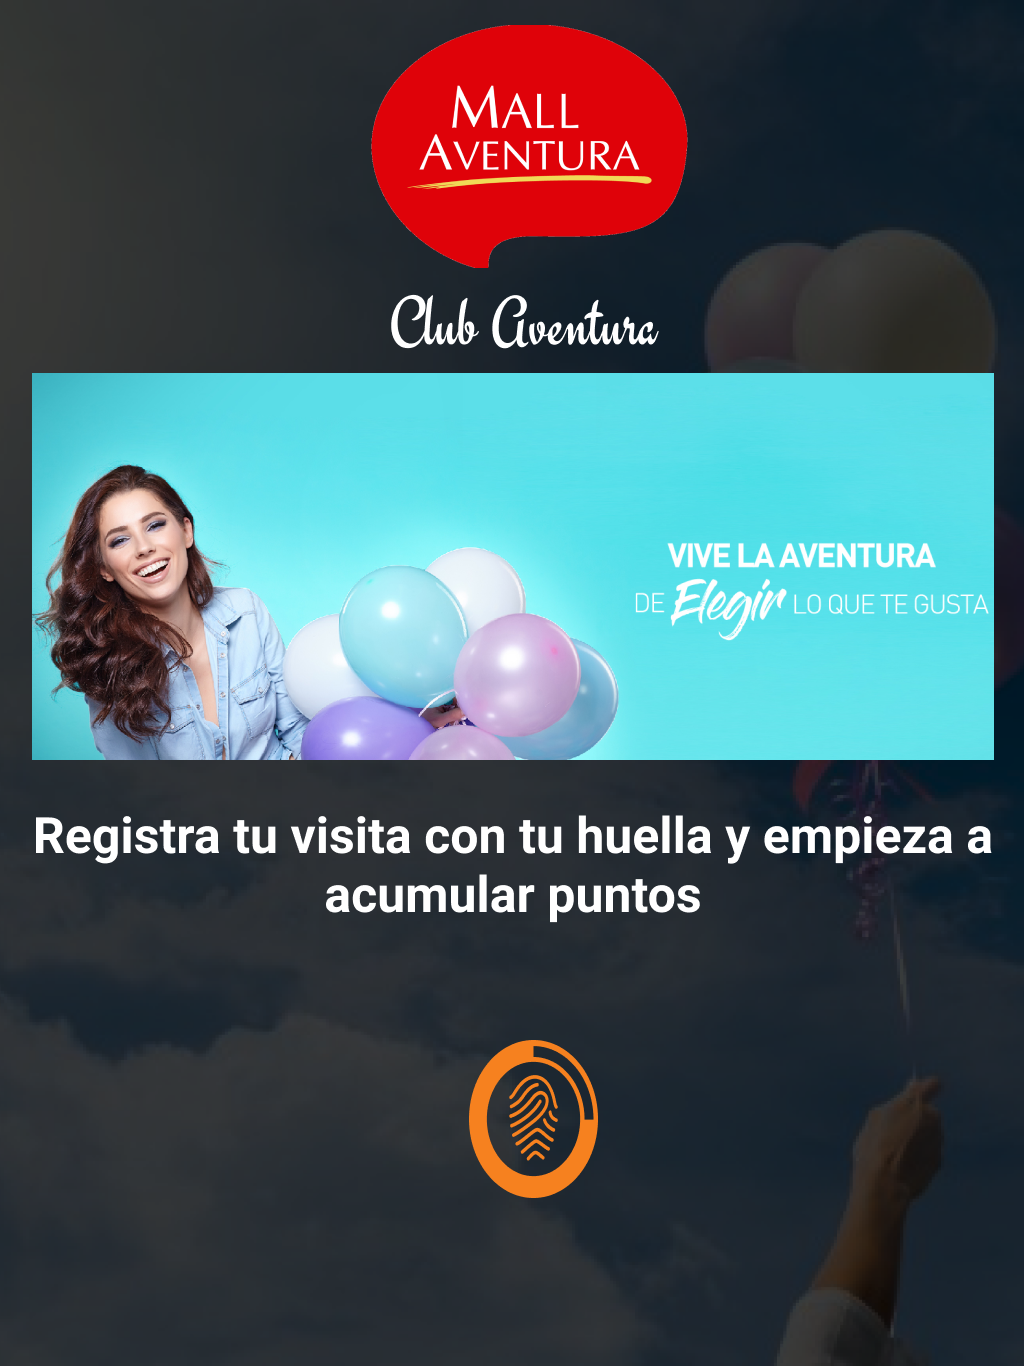 MALL
AVENTURA
Club Aventura
VIVE LA AVENTURA
DE Elegir LO QUE TE GUSTA
Registra tu visita con tu huella y empieza a
acumular puntos